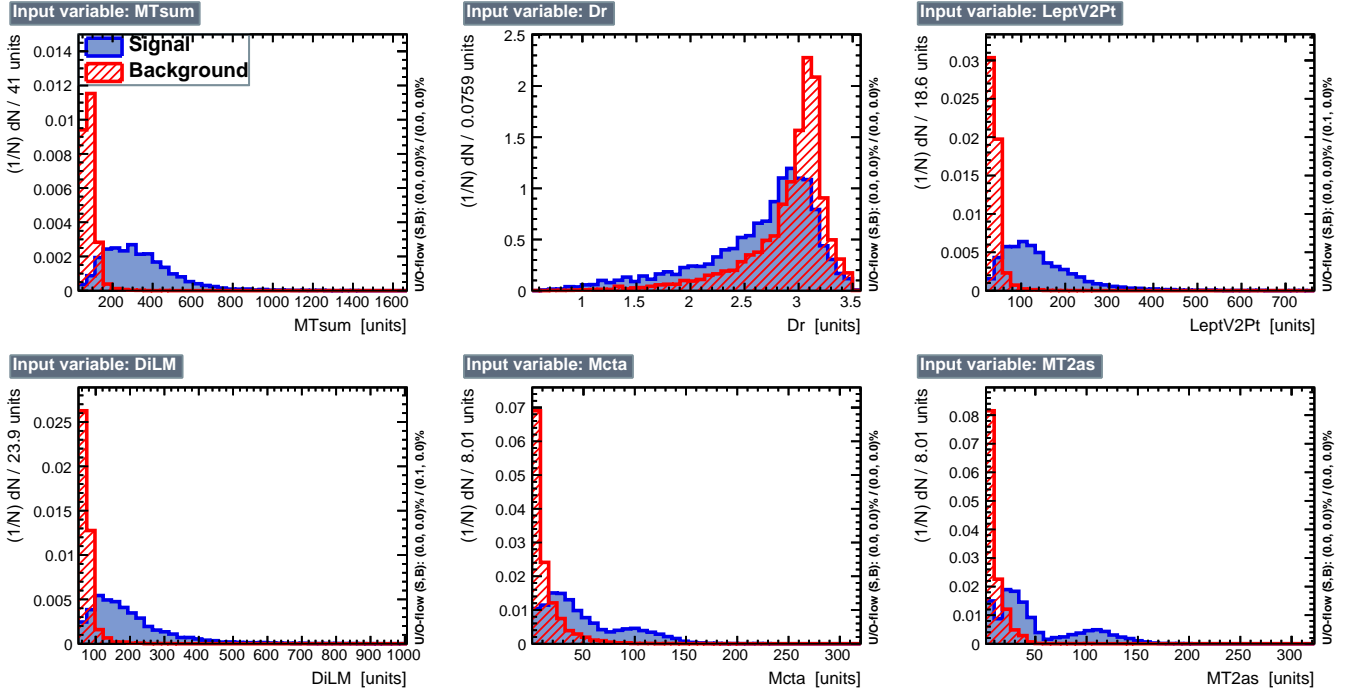 Input variable: MTsum
(1/N) dN / 41 units
0.014
0.012
0.01
0.008
0.006
0.004
0.002
0
Signal
Background
200 400 600 800 1000 1200 1400 1600
MTsum [units]
U/O-flow (S,B): (0.0, 0.0)% / (0.0, 0.0)%
Input variable: Dr
(1/N) dN / 0.0759 units
2.5
2
1.5
1
0.5
0
1 1.5 2 2.5 3 3.5
Dr [units]
U/O-flow (S,B): (0.0, 0.0)% / (0.0, 0.0)%
Input variable: LeptV2Pt
(1/N) dN / 18.6 units
0.03
0.025
0.02
0.015
0.01
0.005
0
100 200 300 400 500 600 700
LeptV2Pt [units]
U/O-flow (S,B): (0.0, 0.0)% / (0.1, 0.0)%
Input variable: DiLM
(1/N) dN / 23.9 units
0.025
0.02
0.015
0.01
0.005
0
100 200 300 400 500 600 700 800 900 1000
DiLM [units]
U/O-flow (S,B): (0.0, 0.0)% / (0.1, 0.0)%
Input variable: Mcta
(1/N) dN / 8.01 units
0.07
0.06
0.05
0.04
0.03
0.02
0.01
0
50 100 150 200 250 300
Mcta [units]
U/O-flow (S,B): (0.0, 0.0)% / (0.0, 0.0)%
Input variable: MT2as
(1/N) dN / 8.01 units
0.08
0.07
0.06
0.05
0.04
0.03
0.02
0.01
0
50 100 150 200 250 300
MT2as [units]
U/O-flow (S,B): (0.0, 0.0)% / (0.0, 0.0)%